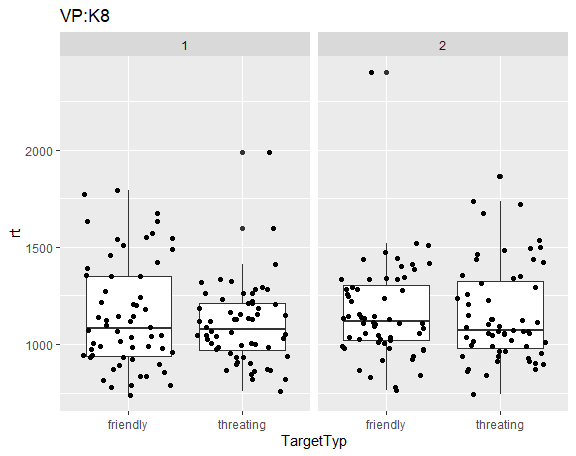 VP:K8
1 2
2000
1500
1000
rt
friendly threating friendly threating
TargetTyp